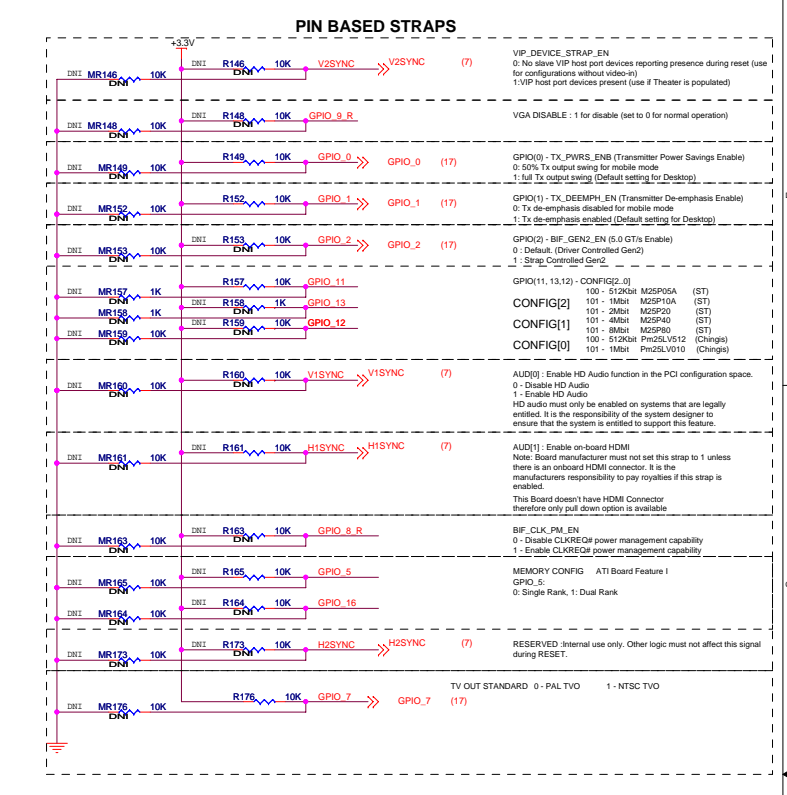 PIN BASED STRAPS
+3.3V
DNI R146 10K V2SYNC V2SYNC (7)
DNI
DNI MR146 10K
DNI
VIP_DEVICE_STRAP_EN
0: No slave VIP host port devices reporting presence during reset (use
for configurations without video-in)
1:VIP host port devices present (use if Theater is populated)
DNI R148 10K GPIO_9_R
DNI
DNI MR148 10K
DNI
VGA DISABLE : 1 for disable (set to 0 for normal operation)
R149 10K GPIO_0 GPIO_0 (17)
DNI MR149 10K
DNI
GPIO(0) - TX_PWRS_ENB (Transmitter Power Savings Enable)
0: 50% Tx output swing for mobile mode
1: full Tx output swing (Default setting for Desktop)
R152 10K GPIO_1 GPIO_1 (17)
DNI MR152 10K
DNI
GPIO(1) - TX_DEEMPH_EN (Transmitter De-emphasis Enable)
0: Tx de-emphasis disabled for mobile mode
1: Tx de-emphasis enabled (Default setting for Desktop)
DNI R153 10K GPIO_2 GPIO_2 (17)
DNI
DNI MR153 10K
DNI
GPIO(2) - BIF_GEN2_EN (5.0 GT/s Enable)
0 : Default. (Driver Controlled Gen2)
1 : Strap Controlled Gen2
R157 10K GPIO_11
DNI MR157 1K
DNI
DNI R158 1K GPIO_13
DNI
MR158 1K
DNI
DNI R159 10K GPIO_12
DNI
MR159 10K
DNI
GPIO(11, 13,12) - CONFIG[2..0]
100 - 512Kbit M25P05A (ST)
CONFIG[2] 101 - 1Mbit M25P10A (ST)
101 - 2Mbit M25P20 (ST)
CONFIG[1] 101 - 4Mbit M25P40 (ST)
101 - 8Mbit M25P80 (ST)
CONFIG[0] 100 - 512Kbit Pm25LV512 (Chingis)
101 - 1Mbit Pm25LV010 (Chingis)
DNI R160 10K V1SYNC V1SYNC (7)
DNI
DNI MR160 10K
DNI
AUD[0] : Enable HD Audio function in the PCI configuration space.
0 - Disable HD Audio
1 - Enable HD Audio
HD audio must only be enabled on systems that are legally
entitled. It is the responsibility of the system designer to
ensure that the system is entitled to support this feature.
DNI R161 10K H1SYNC H1SYNC (7)
DNI
DNI MR161 10K
DNI
AUD[1] : Enable on-board HDMI
Note: Board manufacturer must not set this strap to 1 unless
there is an onboard HDMI connector. It is the
manufacturers responsibility to pay royalties if this strap is
enabled.
This Board doesn't have HDMI Connector
therefore only pull down option is available
DNI R163 10K GPIO_8_R
DNI
DNI MR163 10K
DNI
BIF_CLK_PM_EN
0 - Disable CLKREQ# power management capability
1 - Enable CLKREQ# power management capability
DNI R165 10K GPIO_5
DNI MR165 10K
DNI
DNI R164 10K GPIO_16
DNI
DNI MR164 10K
DNI
MEMORY CONFIG ATI Board Feature I
GPIO_5:
0: Single Rank, 1: Dual Rank
DNI R173 10K H2SYNC H2SYNC (7)
DNI
DNI MR173 10K
DNI
RESERVED :Internal use only. Other logic must not affect this signal
during RESET.
R176 10K GPIO_7 GPIO_7 (17)
DNI MR176 10K
DNI
TV OUT STANDARD 0 - PAL TVO 1 - NTSC TVO